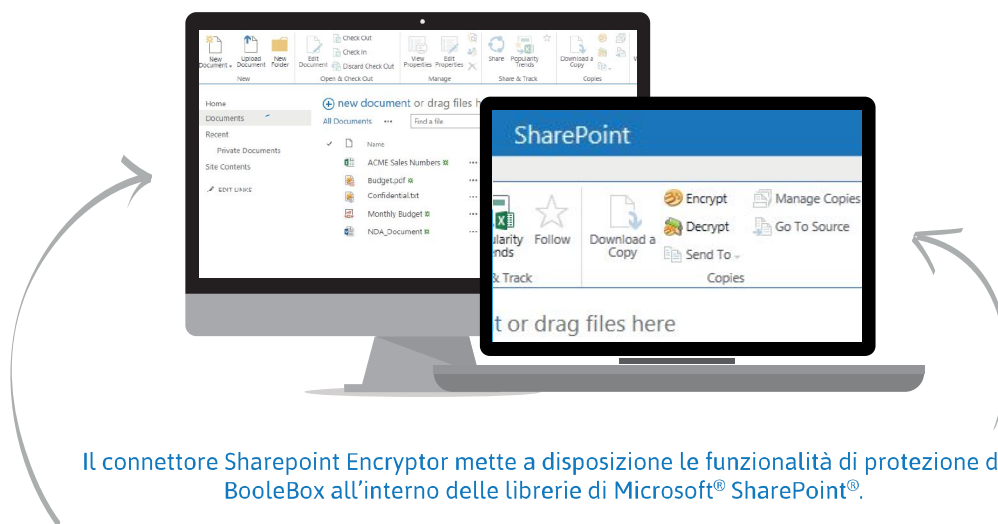 New Document
Upload Document
New Folder
New
Edit Document
Check Out
Check In
Discard Check Out
Open & Check Out
View Properties
Edit Properties
Manage
Share
Popularity Trends
Share & Track
Download a Copy
Copies
Home
Documents
Recent
Private Documents
Site Contents
EDIT LINKS
new document or drag files h
All Documents ...
Find a file
Name
ACME Sales Numbers ...
Budget.pdf ...
Confidential.txt ...
Monthly Budget ...
NDA_Document ...
SharePoint
ularity
ends
Follow
Download a
Copy
Encrypt
Decrypt
Send To
Manage Copies
Go To Source
& Track
Copies
t or drag files here
Il connettore Sharepoint Encryptor mette a disposizione le funzionalità di protezione d
BooleBox all’interno delle librerie di Microsoft® SharePoint®.